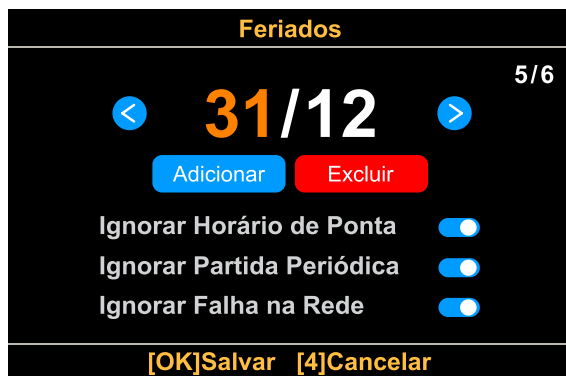 Feriados
5/6
31/12
Adicionar Excluir
Ignorar Horário de Ponta
Ignorar Partida Periódica
Ignorar Falha na Rede
[OK]Salvar [4]Cancelar